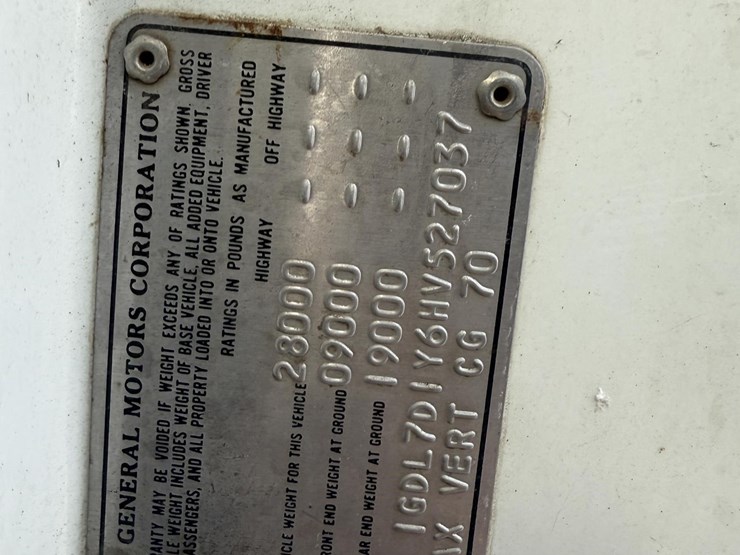 GENERAL MOTORS CORPORATION
ANTY MAY BE VOIDED IF WEIGHT EXCEEDS ANY OF RATINGS SHOWN. GROSS
LE WEIGHT INCLUDES WEIGHT OF BASE VEHICLE, ALL ADDED EQUIPMENT, DRIVER
ASSENGERS, AND ALL PROPERTY LOADED INTO OR ONTO VEHICLE.
RATINGS IN POUNDS AS MANUFACTURED
HIGHWAY OFF HIGHWAY
ICLE WEIGHT FOR THIS VEHICLE 28000 - - -
RONT END WEIGHT AT GROUND 09000 - - -
AR END WEIGHT AT GROUND 19000 - - -
1GDL7D1Y6HV527037
AX VERT CG 70